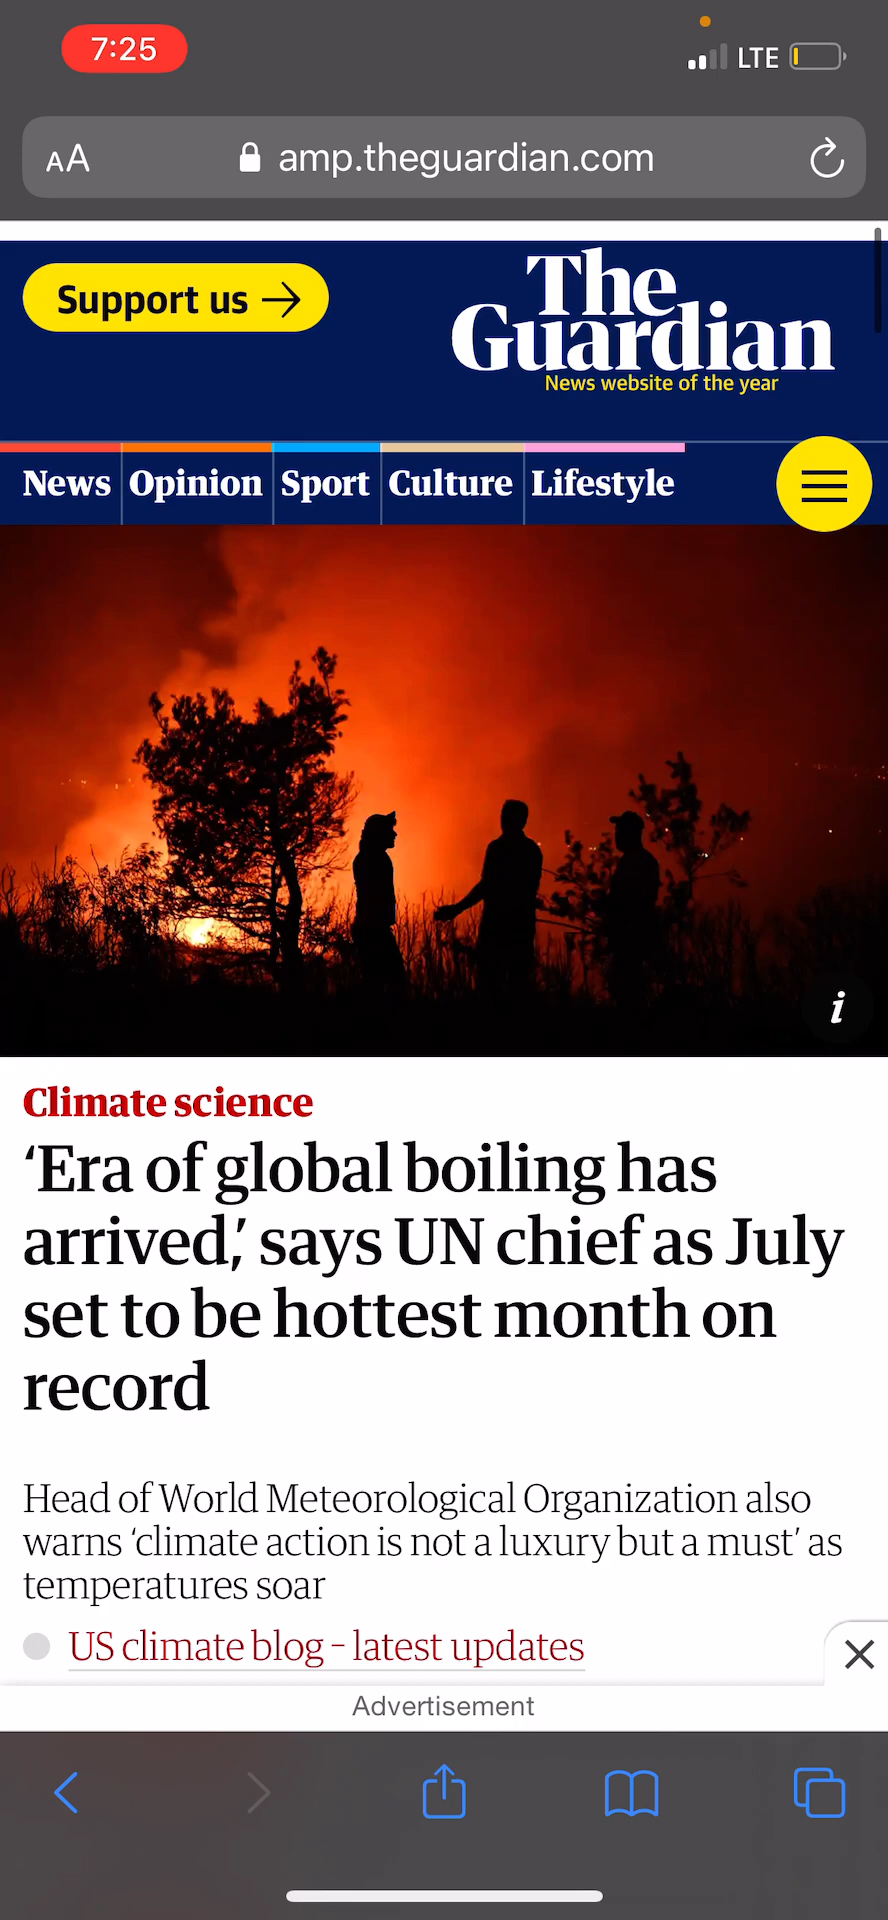 7:25
LTE
AA
amp.theguardian.com
Support us
The
Guardian
News website of the year
News Opinion Sport Culture Lifestyle
i
Climate science
‘Era of global boiling has
arrived,’ says UN chief as July
set to be hottest month on
record
Head of World Meteorological Organization also
warns ‘climate action is not a luxury but a must’ as
temperatures soar
US climate blog – latest updates
Advertisement